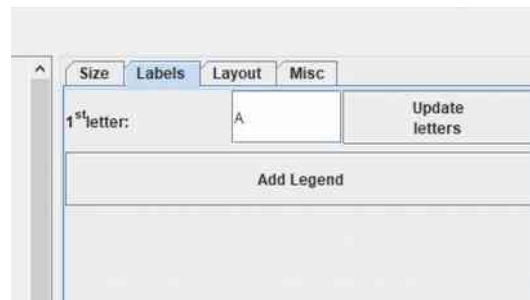 Size Labels Layout Misc
1st letter: A Update
letters
Add Legend